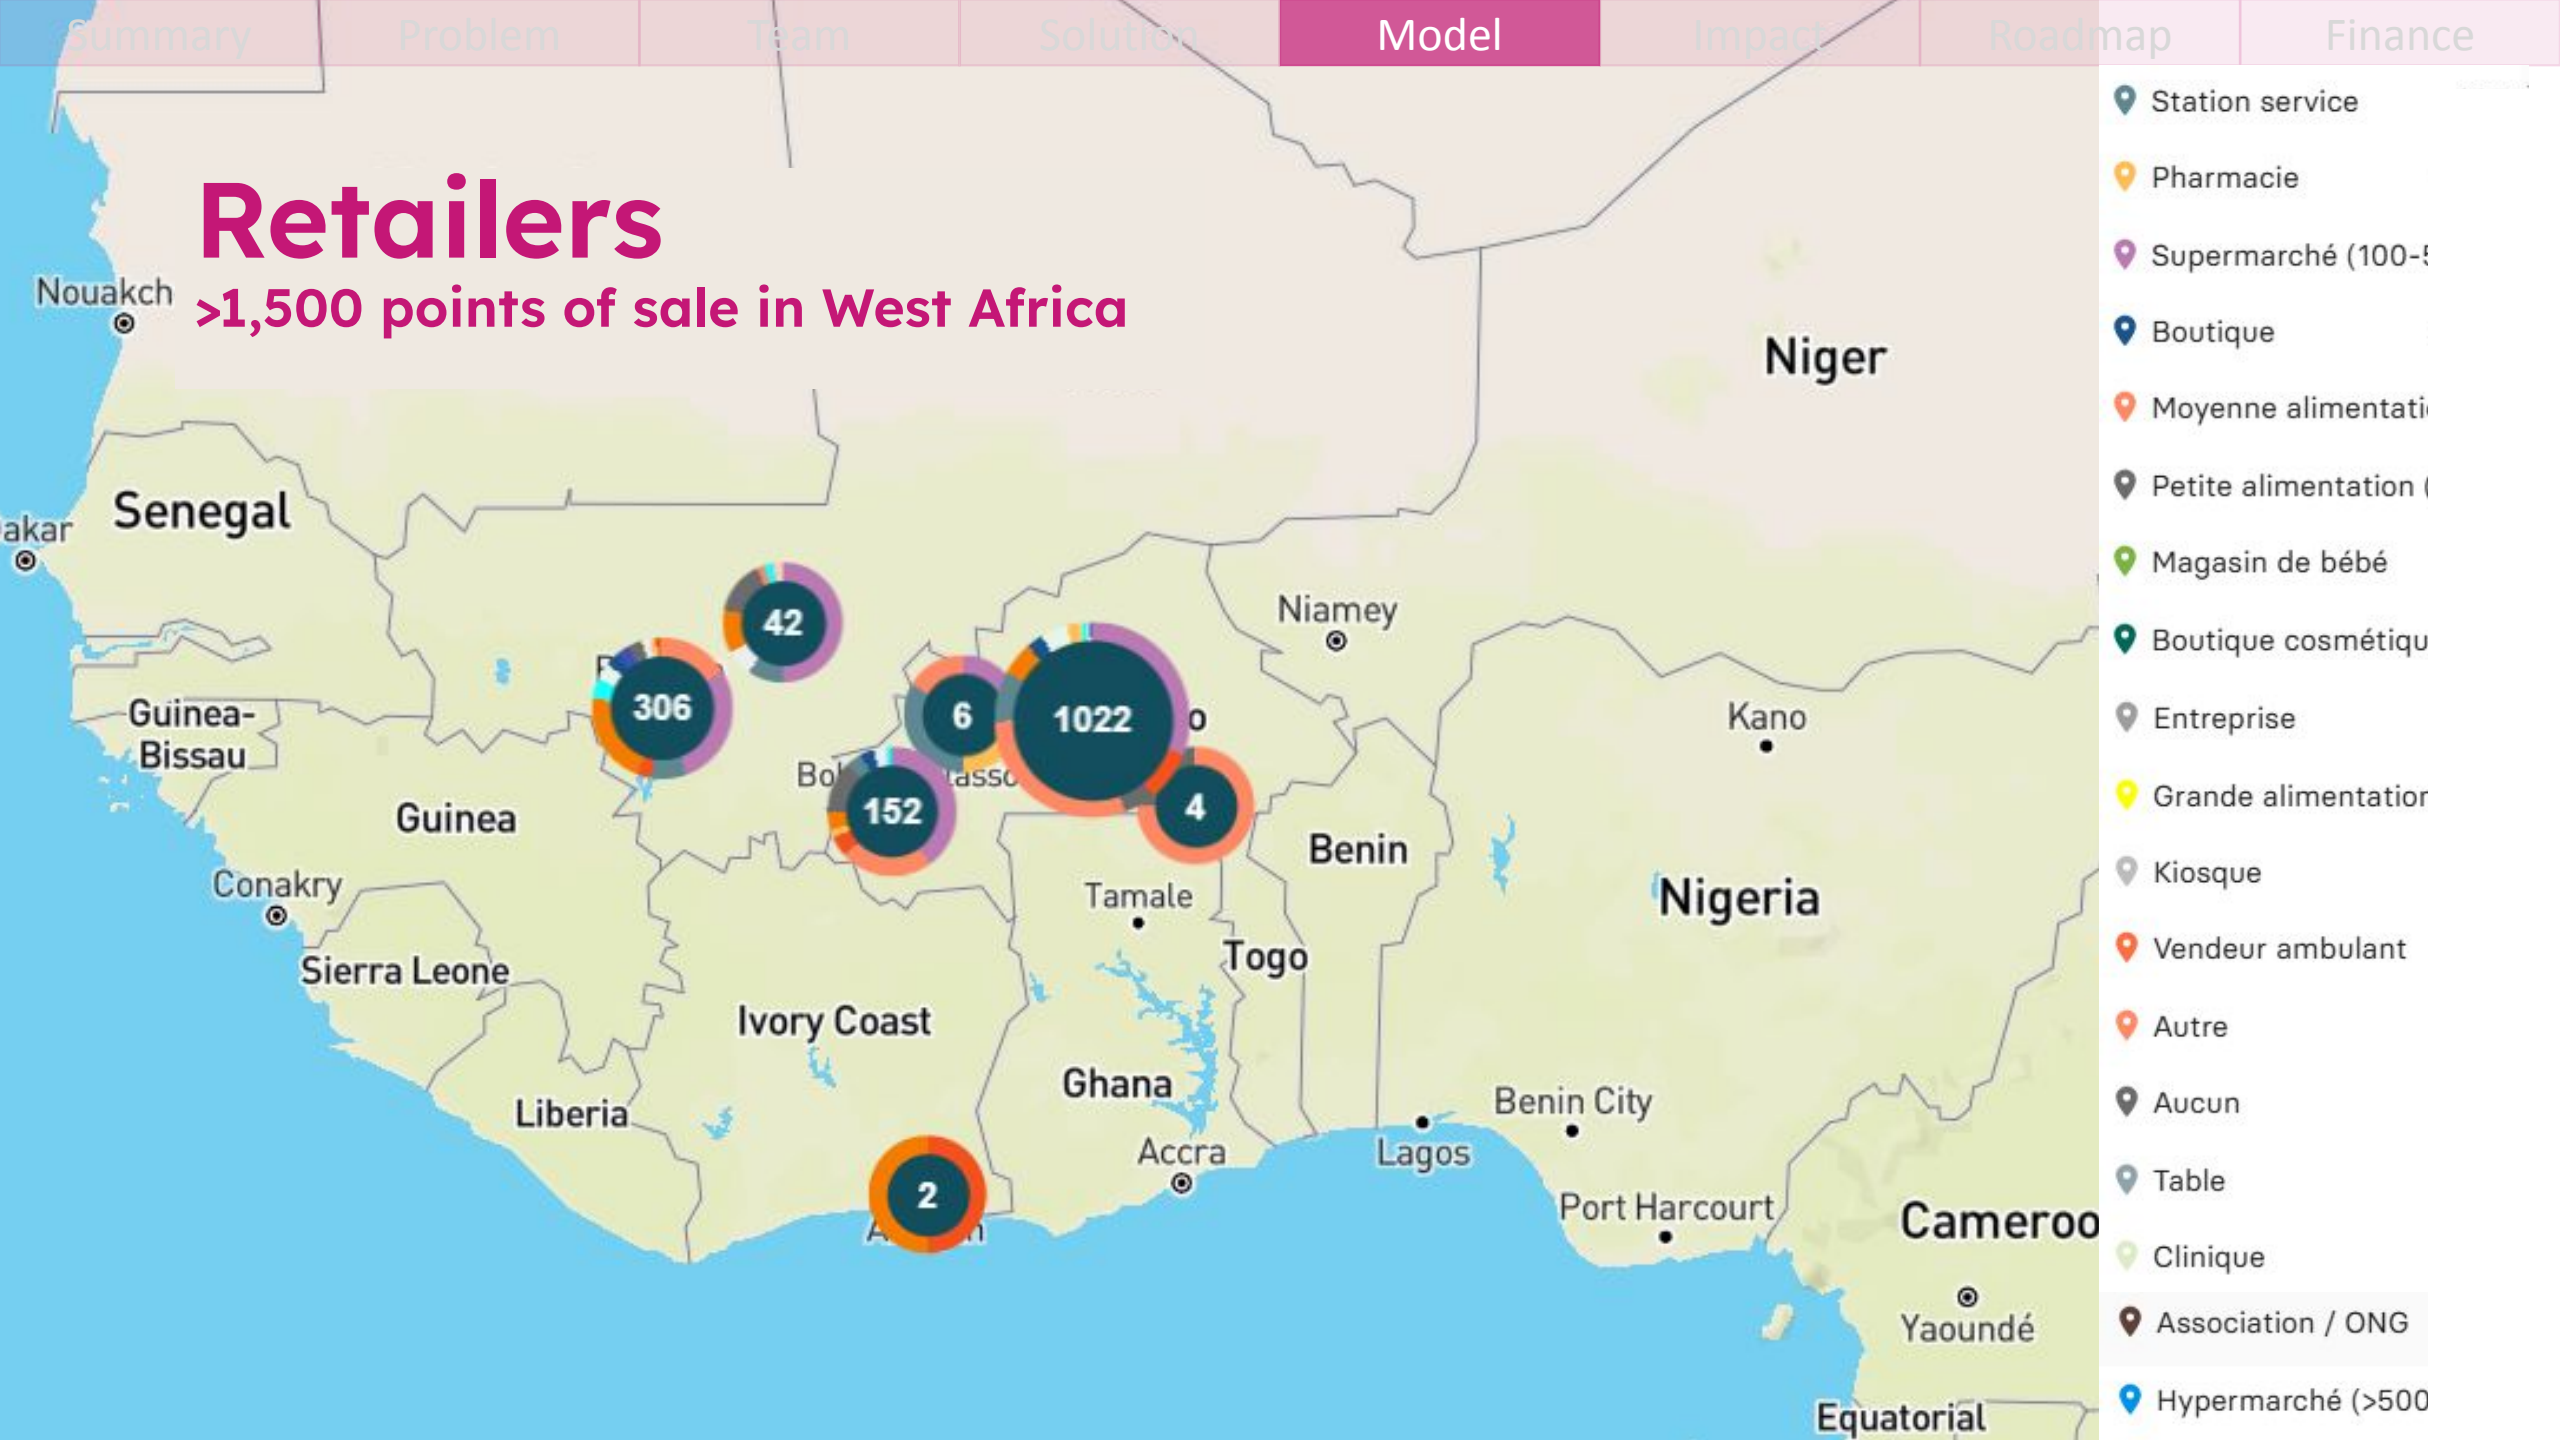 Summary
Problem
Team
Solution
Model
Impact
Roadmap
Finance
Retailers
>1,500 points of sale in West Africa
Nouakch
Niger
Senegal
akar
Niamey
42
306
6
1022
o
Guinea-
Bissau
Kano
Bo
asso
152
4
Guinea
Benin
Conakry
Tamale
Nigeria
Togo
Sierra Leone
Ivory Coast
Ghana
Liberia
Benin City
Accra
Lagos
2
Port Harcourt
Cameroo
Yaoundé
Equatorial
Station service
Pharmacie
Supermarché (100-5
Boutique
Moyenne alimentati
Petite alimentation (
Magasin de bébé
Boutique cosmétiqu
Entreprise
Grande alimentation
Kiosque
Vendeur ambulant
Autre
Aucun
Table
Clinique
Association / ONG
Hypermarché (>500